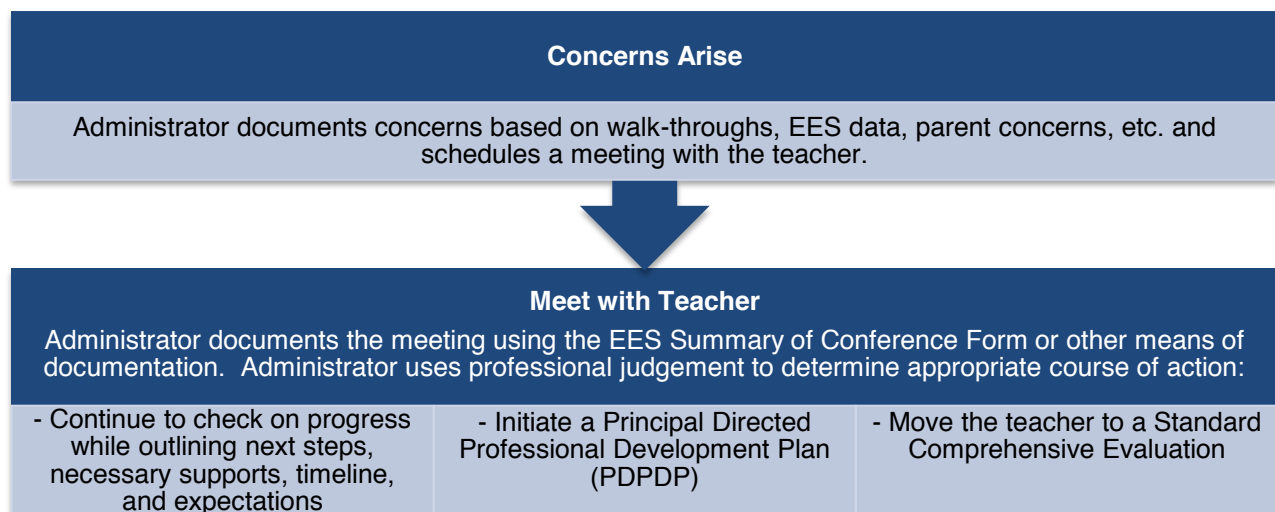 Concerns Arise
Administrator documents concerns based on walk-throughs, EES data, parent concerns, etc. and
schedules a meeting with the teacher.
Meet with Teacher
Administrator documents the meeting using the EES Summary of Conference Form or other means of
documentation.  Administrator uses professional judgement to determine appropriate course of action:
- Continue to check on progress
while outlining next steps,
necessary supports, timeline,
and expectations
- Initiate a Principal Directed
Professional Development Plan
(PDPDP)
- Move the teacher to a Standard
Comprehensive Evaluation